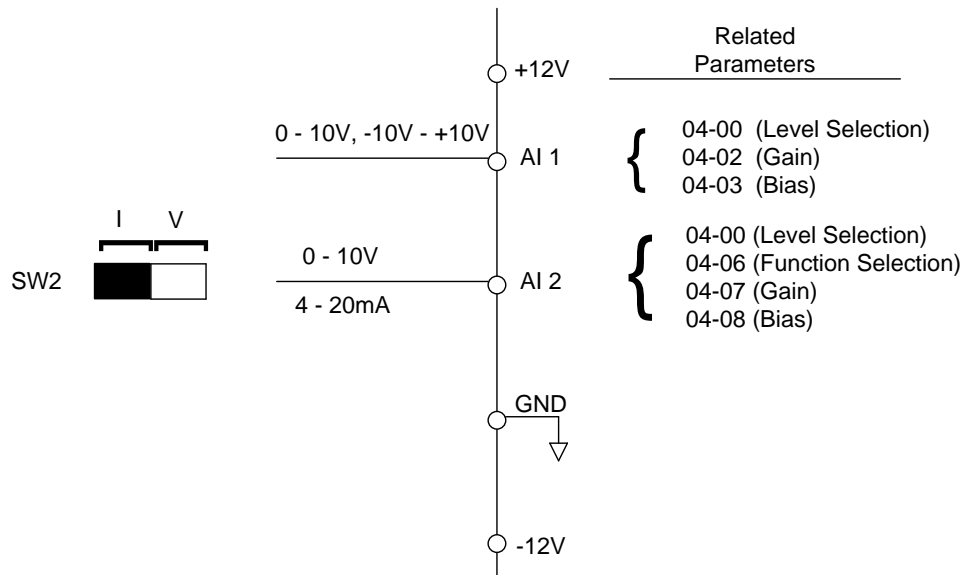 Related
Parameters
+12V
0 - 10V, -10V - +10V
AI 1
{
04-00 (Level Selection)
04-02 (Gain)
04-03 (Bias)
I V
SW2
0 - 10V
4 - 20mA
AI 2
{
04-00 (Level Selection)
04-06 (Function Selection)
04-07 (Gain)
04-08 (Bias)
GND
-12V